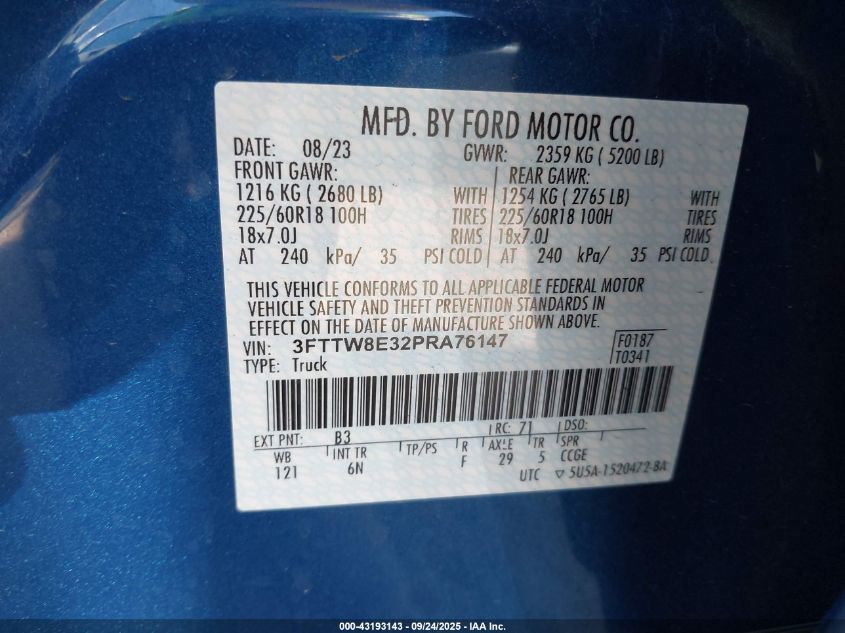 MFD. BY FORD MOTOR CO.
DATE: 08/23 GVWR: 2359 KG ( 5200 LB)
FRONT GAWR: REAR GAWR:
1216 KG ( 2680 LB) WITH 1254 KG ( 2765 LB) WITH
225/60R18 100H TIRES 225/60R18 100H TIRES
18x7.0J RIMS 18x7.0J RIMS
AT 240 kPa/ 35 PSI COLD AT 240 kPa/ 35 PSI COLD
THIS VEHICLE CONFORMS TO ALL APPLICABLE FEDERAL MOTOR
VEHICLE SAFETY AND THEFT PREVENTION STANDARDS IN
EFFECT ON THE DATE OF MANUFACTURE SHOWN ABOVE.
VIN: 3FTTW8E32PRA76147 F0187
TYPE: Truck T0341
EXT PNT: B3 RC: 71 DSO:
WB INT TR TP/PS R AXLE TR SPR
121 6N F 29 5 CCGE
UTC ▽ 5U5A-1520472-BA
000-43193143 - 09/24/2025 - IAA Inc.